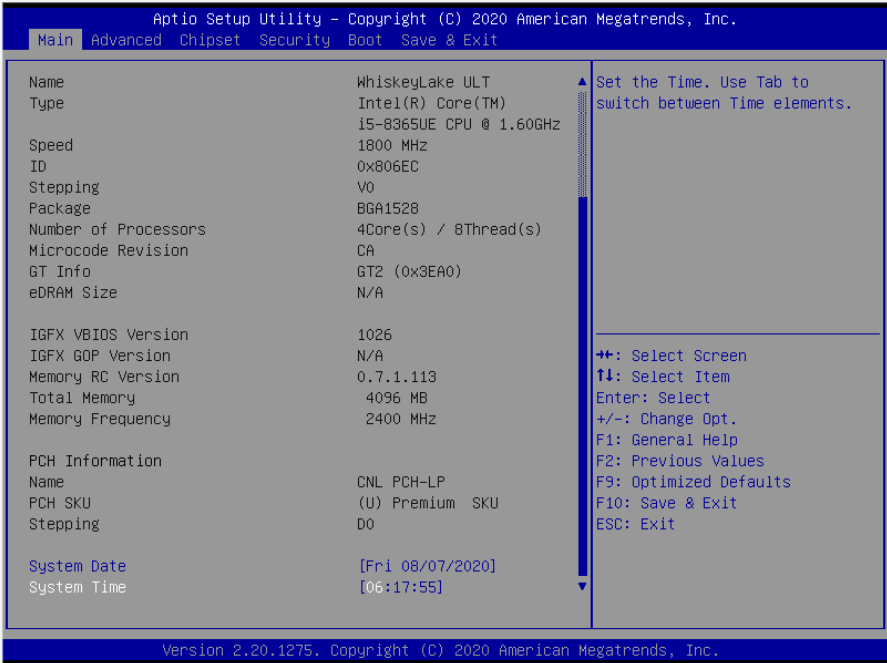 Aptio Setup Utility – Copyright (C) 2020 American Megatrends, Inc.
Main Advanced Chipset Security Boot Save & Exit
Name WhiskeyLake ULT
Type Intel(R) Core(TM)
i5-8365UE CPU @ 1.60GHz
Speed 1800 MHz
ID 0x806EC
Stepping V0
Package BGA1528
Number of Processors 4Core(s) / 8Thread(s)
Microcode Revision CA
GT Info GT2 (0x3EA0)
eDRAM Size N/A
IGFX VBIOS Version 1026
IGFX GOP Version N/A
Memory RC Version 0.7.1.113
Total Memory 4096 MB
Memory Frequency 2400 MHz
PCH Information
Name CNL PCH-LP
PCH SKU (U) Premium SKU
Stepping D0
System Date [Fri 08/07/2020]
System Time [06:17:55]
Set the Time. Use Tab to
switch between Time elements.
→←: Select Screen
↑↓: Select Item
Enter: Select
+/-: Change Opt.
F1: General Help
F2: Previous Values
F9: Optimized Defaults
F10: Save & Exit
ESC: Exit
Version 2.20.1275. Copyright (C) 2020 American Megatrends, Inc.